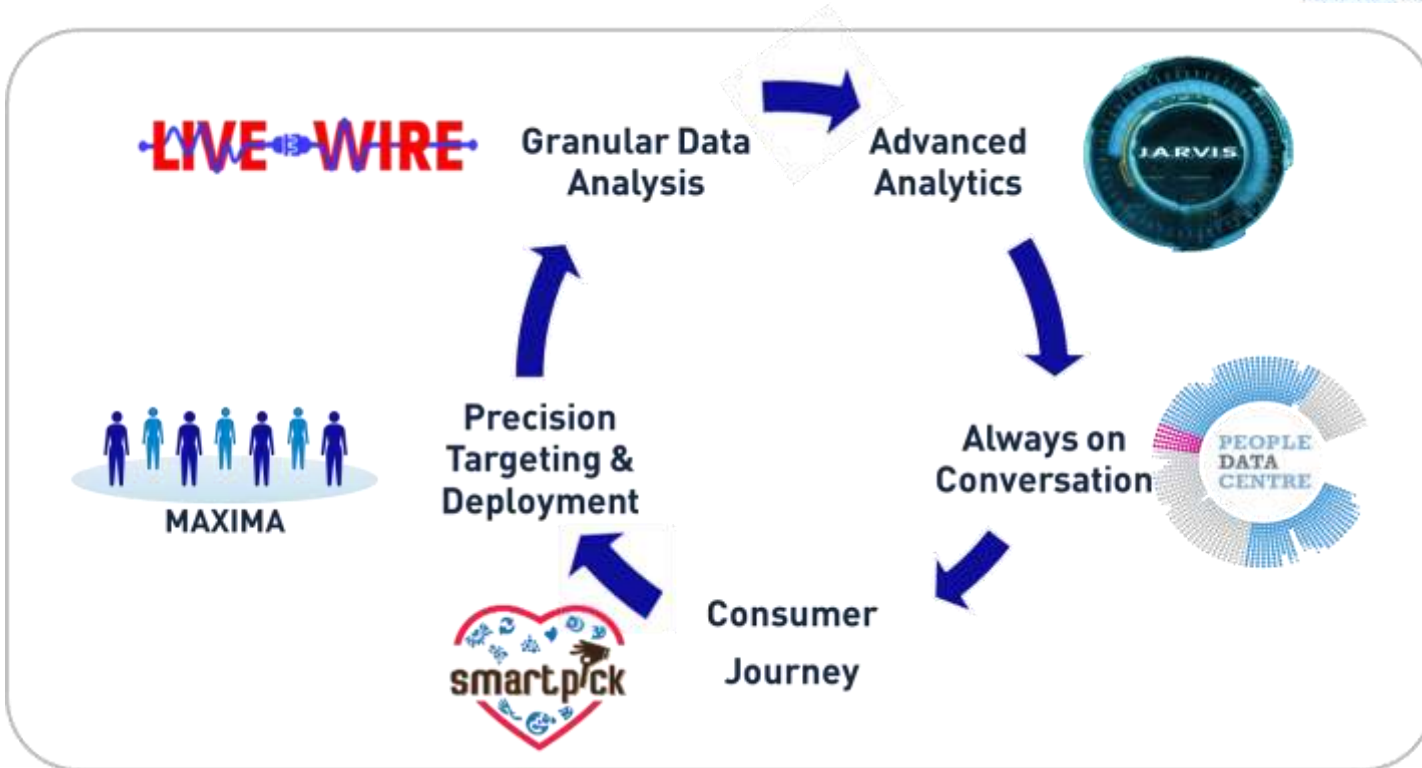 LIVE WIRE
Granular Data
Analysis
Advanced
Analytics
J.A.R.V.I.S
Precision
Targeting &
Deployment
MAXIMA
Always on
Conversation
PEOPLE
DATA
CENTRE
Consumer
Journey
smartpick